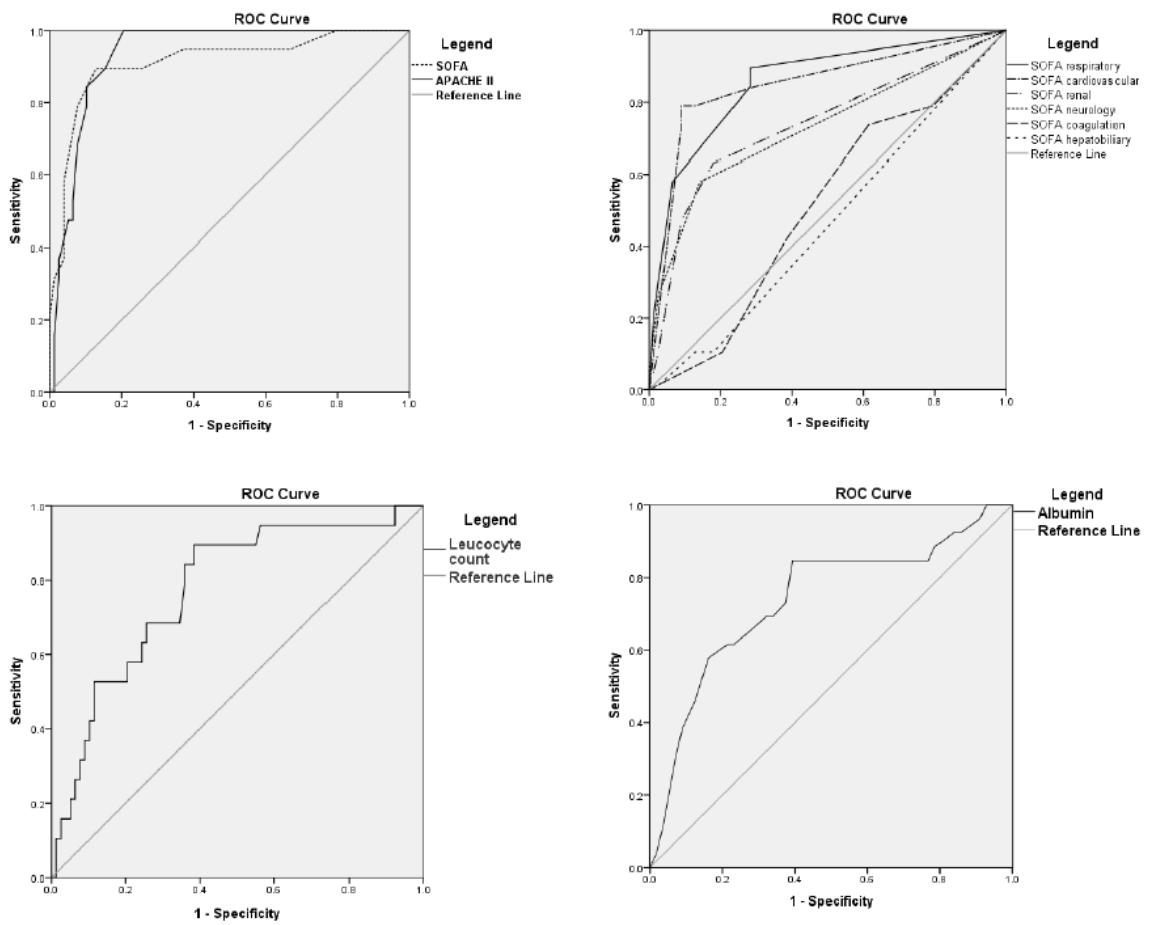 ROC Curve
Legend
SOFA
APACHE II
Reference Line
Sensitivity
1.0
0.8
0.6
0.4
0.2
0.0
0.0 0.2 0.4 0.6 0.8 1.0
1 - Specificity
ROC Curve
Legend
SOFA respiratory
SOFA cardiovascular
SOFA renal
SOFA neurology
SOFA coagulation
SOFA hepatobiliary
Reference Line
Sensitivity
1.0
0.8
0.6
0.4
0.2
0.0
0.0 0.2 0.4 0.6 0.8 1.0
1 - Specificity
ROC Curve
Legend
Leucocyte
count
Reference Line
Sensitivity
1.0
0.8
0.6
0.4
0.2
0.0
0.0 0.2 0.4 0.6 0.8 1.0
1 - Specificity
ROC Curve
Legend
Albumin
Reference Line
Sensitivity
1.0
0.8
0.6
0.4
0.2
0.0
0.0 0.2 0.4 0.6 0.8 1.0
1 - Specificity